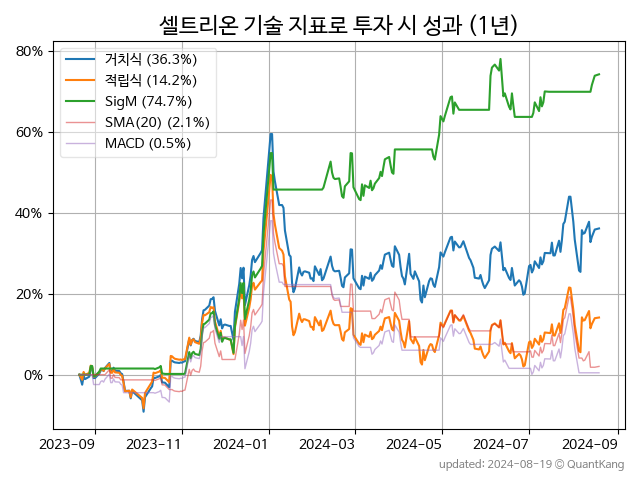 셀트리온 기술 지표로 투자 시 성과 (1년)
80%
60%
40%
20%
0%
거치식 (36.3%)
적립식 (14.2%)
SigM (74.7%)
SMA(20) (2.1%)
MACD (0.5%)
2023-09 2023-11 2024-01 2024-03 2024-05 2024-07 2024-09
updated: 2024-08-19 © QuantKang